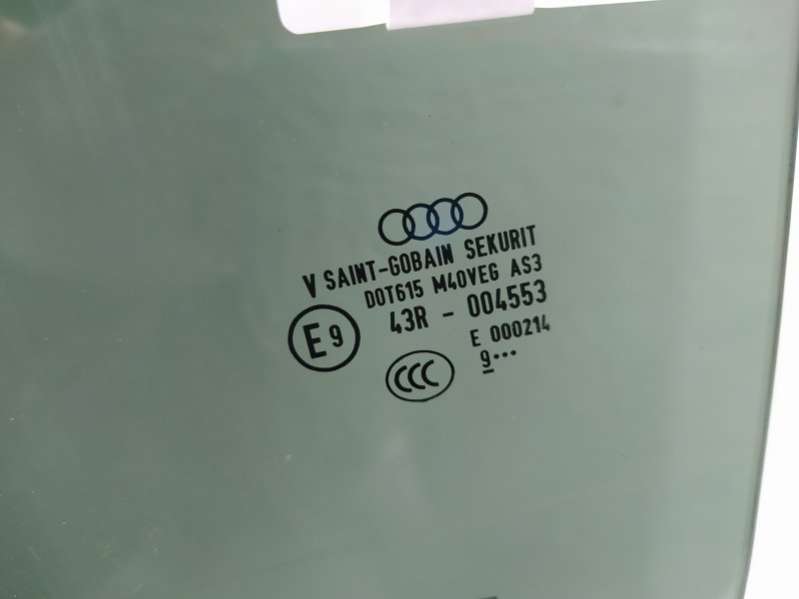 V SAINT-GOBAIN SEKURIT
DOT615 M40VEG AS3
E9 43R - 004553
E 000214
CCC 9...